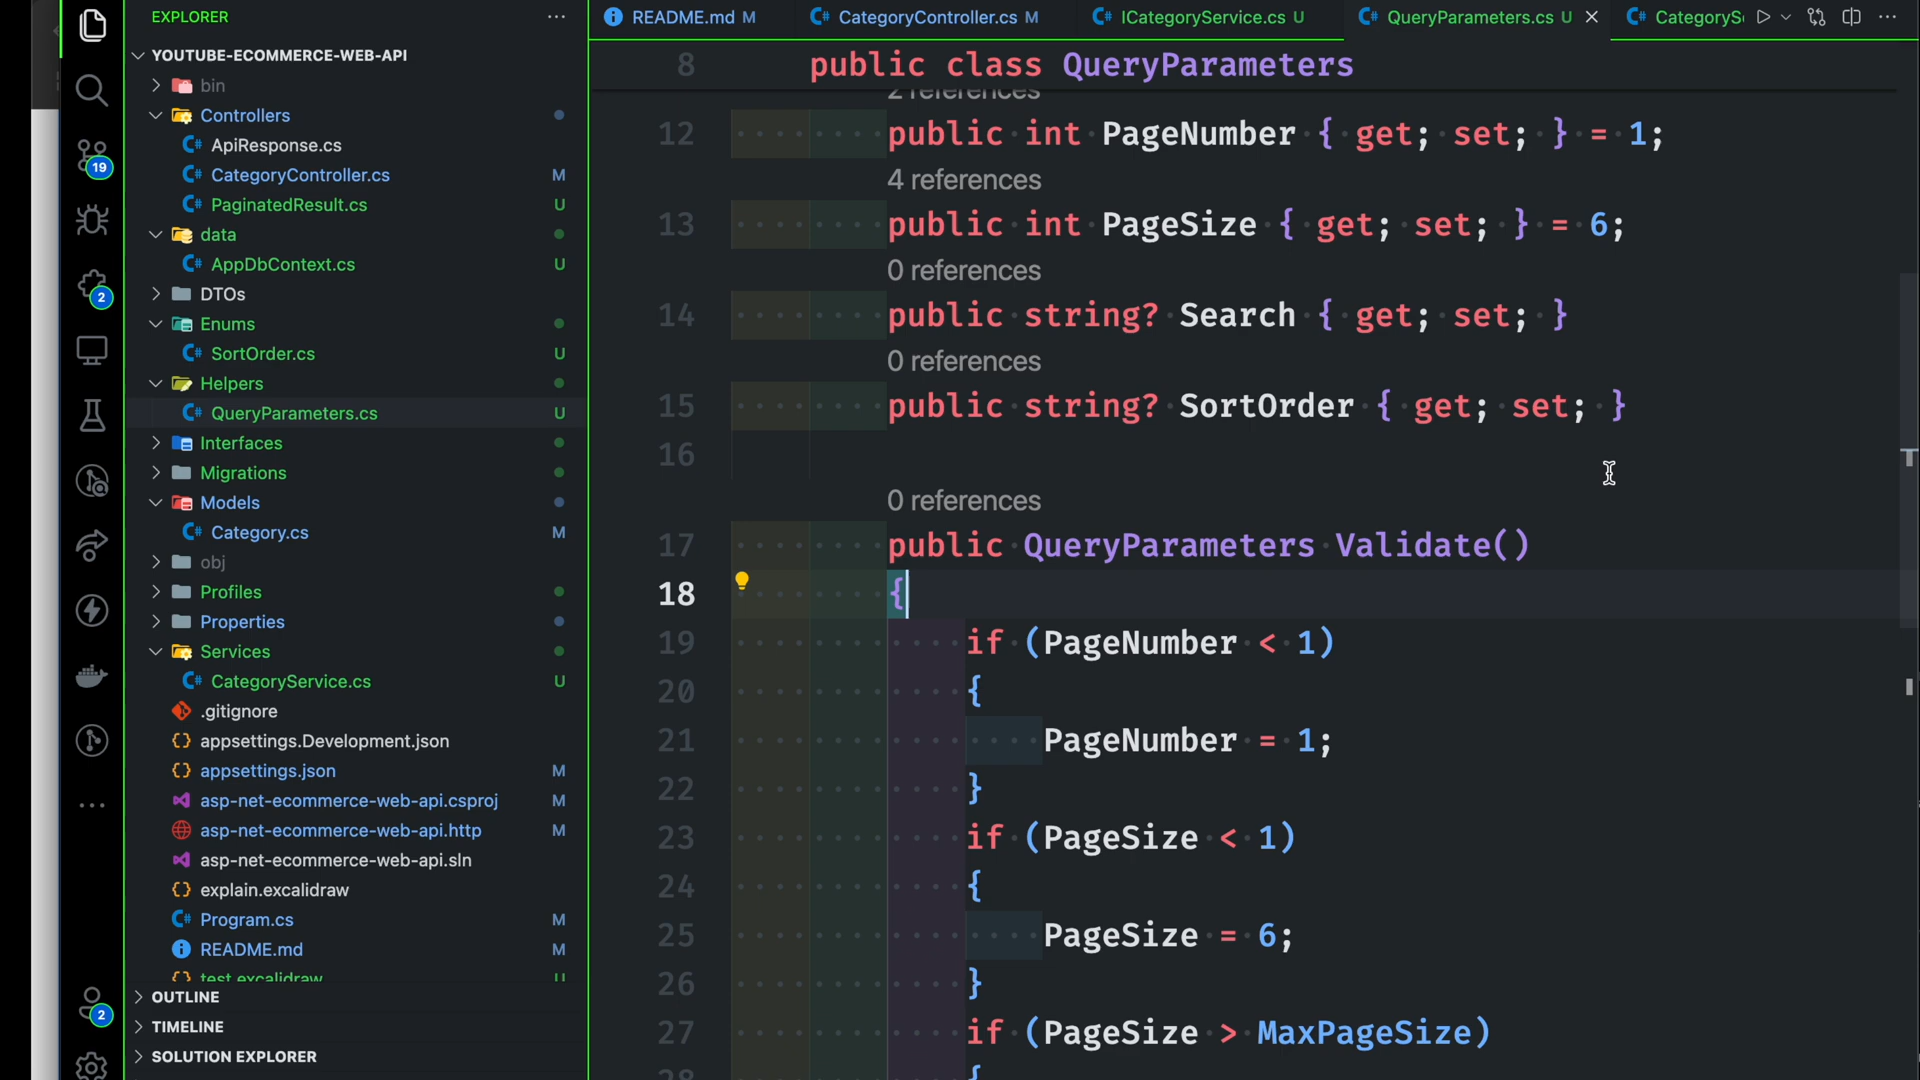 EXPLORER
YOUTUBE-ECOMMERCE-WEB-API
bin
Controllers
ApiResponse.cs
CategoryController.cs M
PaginatedResult.cs U
data
AppDbContext.cs U
DTOs
Enums
SortOrder.cs U
Helpers
QueryParameters.cs U
Interfaces
Migrations
Models
Category.cs M
obj
Profiles
Properties
Services
CategoryService.cs U
.gitignore
appsettings.Development.json
appsettings.json M
asp-net-ecommerce-web-api.csproj M
asp-net-ecommerce-web-api.http M
asp-net-ecommerce-web-api.sln
explain.excalidraw
Program.cs M
README.md M
test.excalidraw U
OUTLINE
TIMELINE
SOLUTION EXPLORER
19
2
2
README.md M
CategoryController.cs M
ICategoryService.cs U
QueryParameters.cs U
CategoryS
8 public class QueryParameters
2 references
12 public int PageNumber { get; set; } = 1;
4 references
13 public int PageSize { get; set; } = 6;
0 references
14 public string? Search { get; set; }
0 references
15 public string? SortOrder { get; set; }
16
0 references
17 public QueryParameters Validate()
18 {
19 if (PageNumber < 1)
20 {
21 PageNumber = 1;
22 }
23 if (PageSize < 1)
24 {
25 PageSize = 6;
26 }
27 if (PageSize > MaxPageSize)
28 {